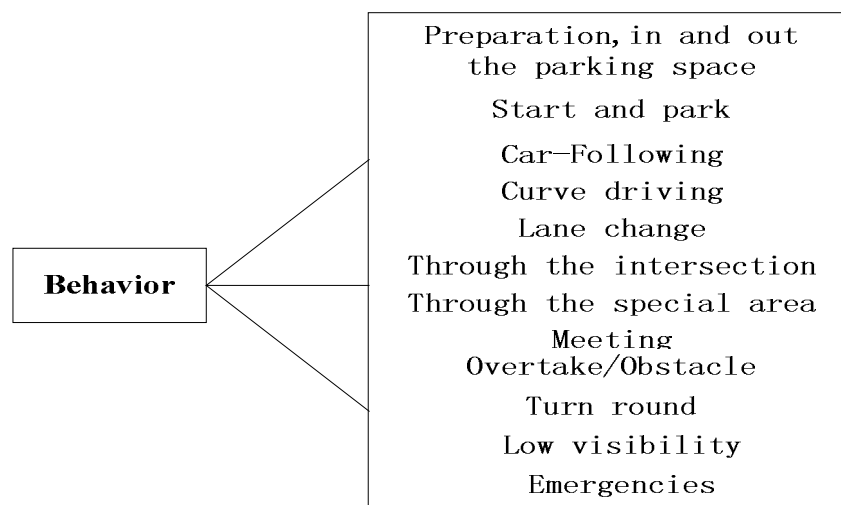 Preparation, in and out
the parking space
Start and park
Car-Following
Curve driving
Lane change
Behavior
Through the intersection
Through the special area
Meeting
Overtake/Obstacle
Turn round
Low visibility
Emergencies